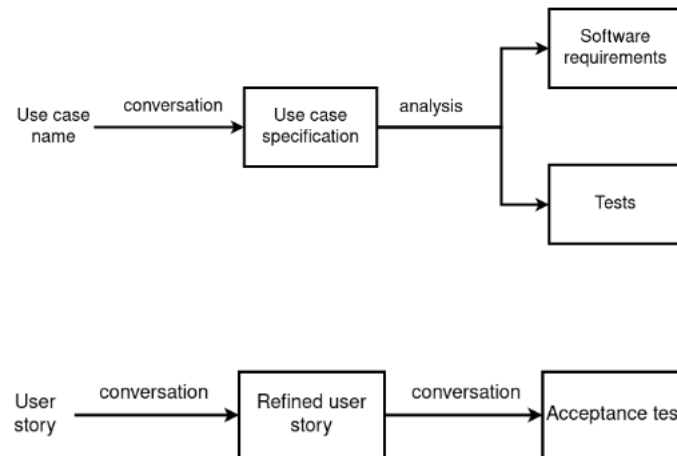 Software
requirements
conversation
analysis
Use case
name
Use case
specification
Tests
conversation
conversation
User
story
Refined user
story
Acceptance tes